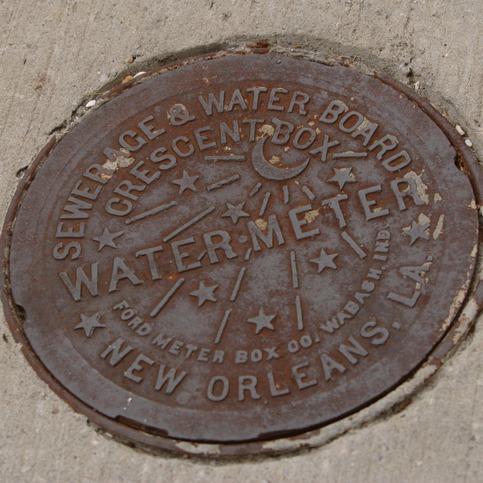 SEWERAGE & WATER BOARD
CRESCENT BOX
WATER METER
FORD METER BOX CO. WABASH, IND.
NEW ORLEANS, LA.